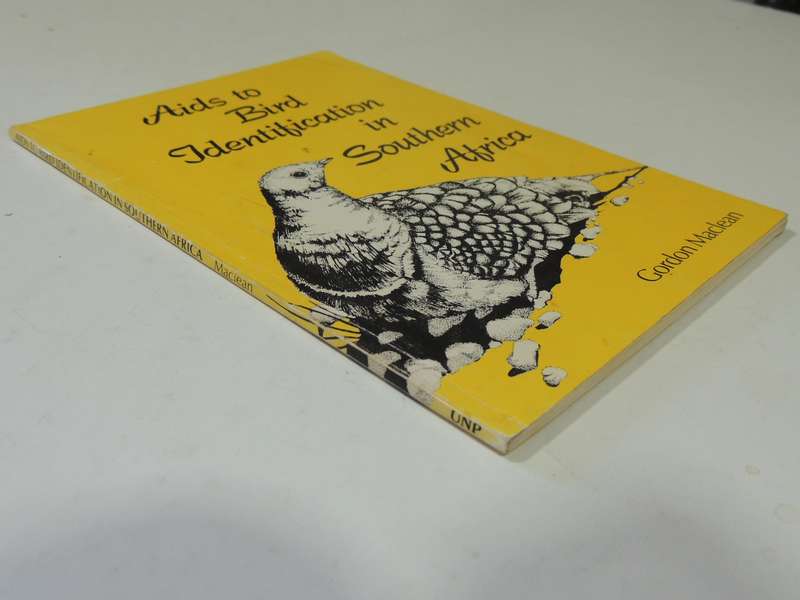 Aids to
Bird
Identification
in
Southern
Africa
Gordon Maclean
AIDS TO BIRD IDENTIFICATION IN SOUTHERN AFRICA Maclean UNP